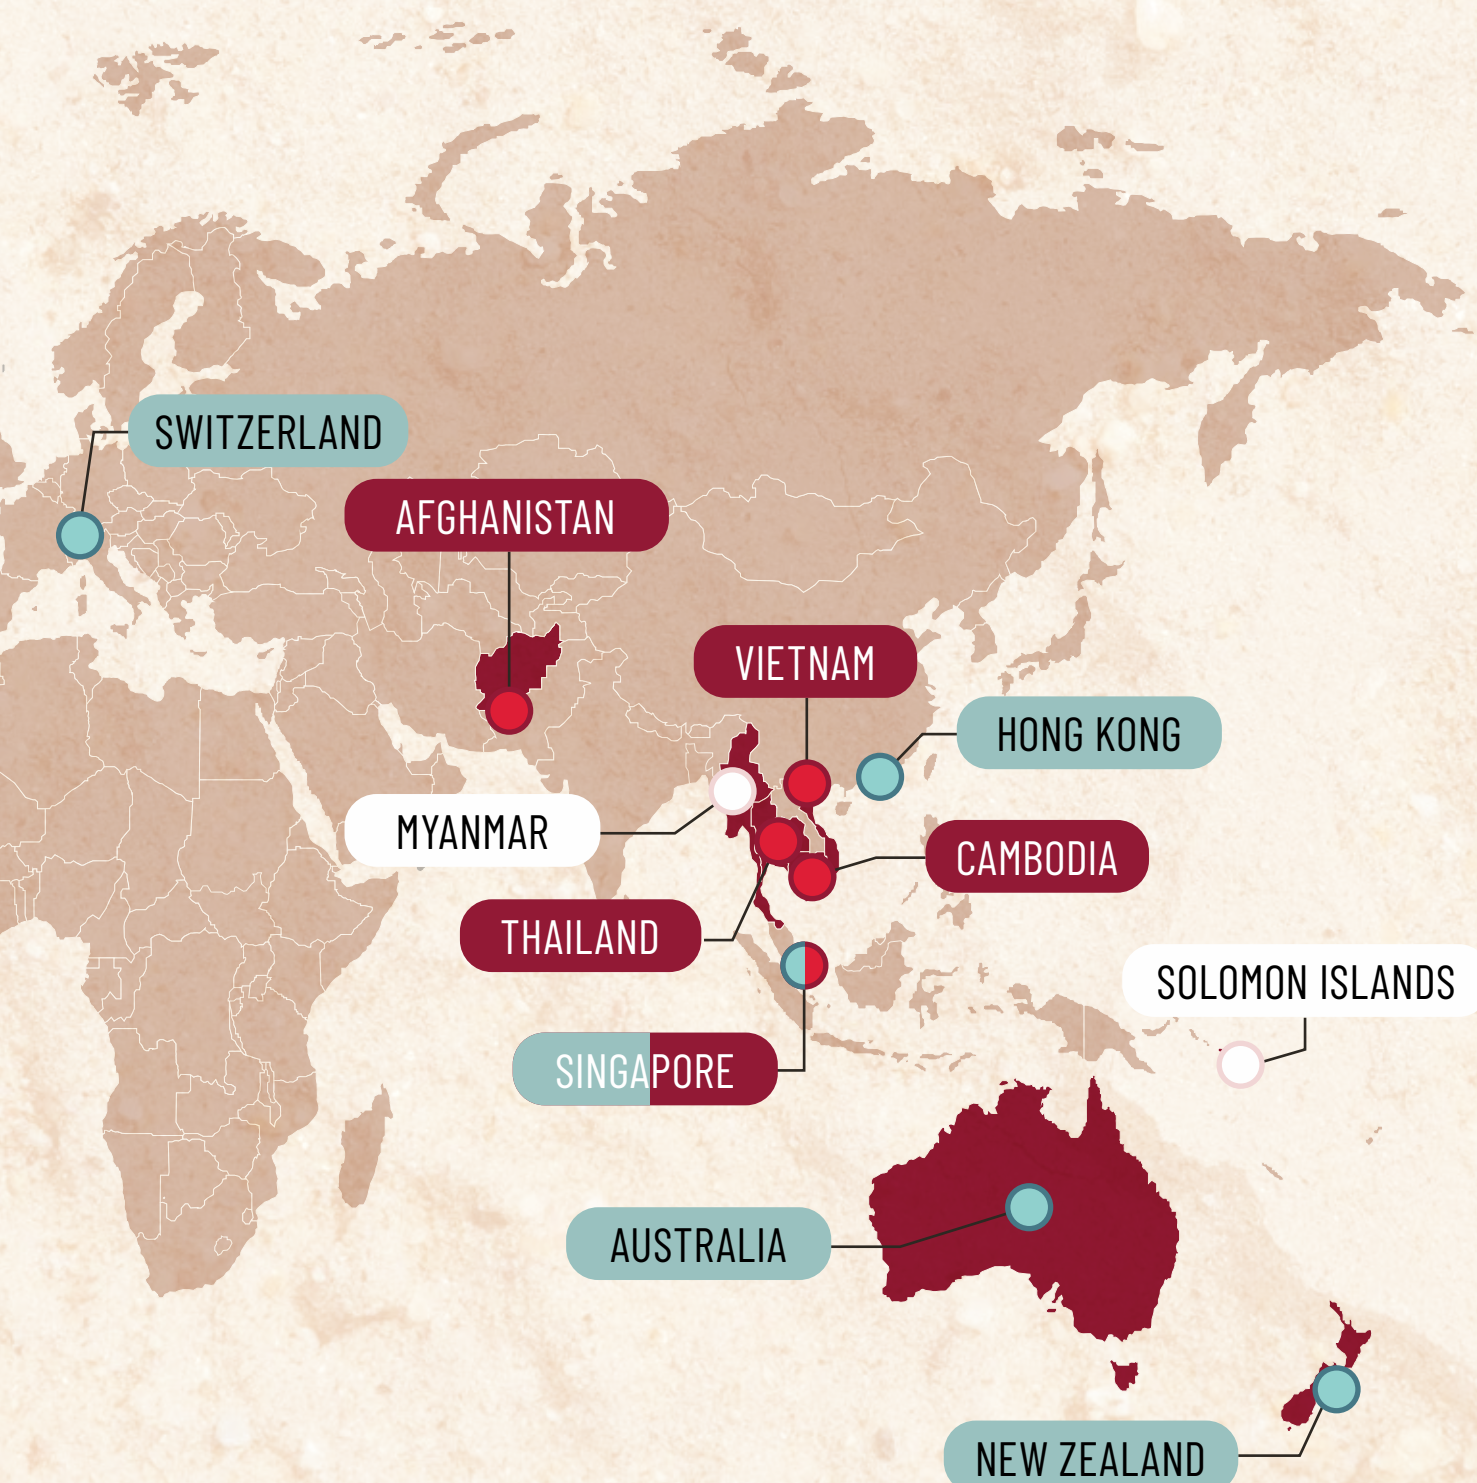 SWITZERLAND
AFGHANISTAN
VIETNAM
HONG KONG
MYANMAR
CAMBODIA
THAILAND
SOLOMON ISLANDS
SINGAPORE
AUSTRALIA
NEW ZEALAND